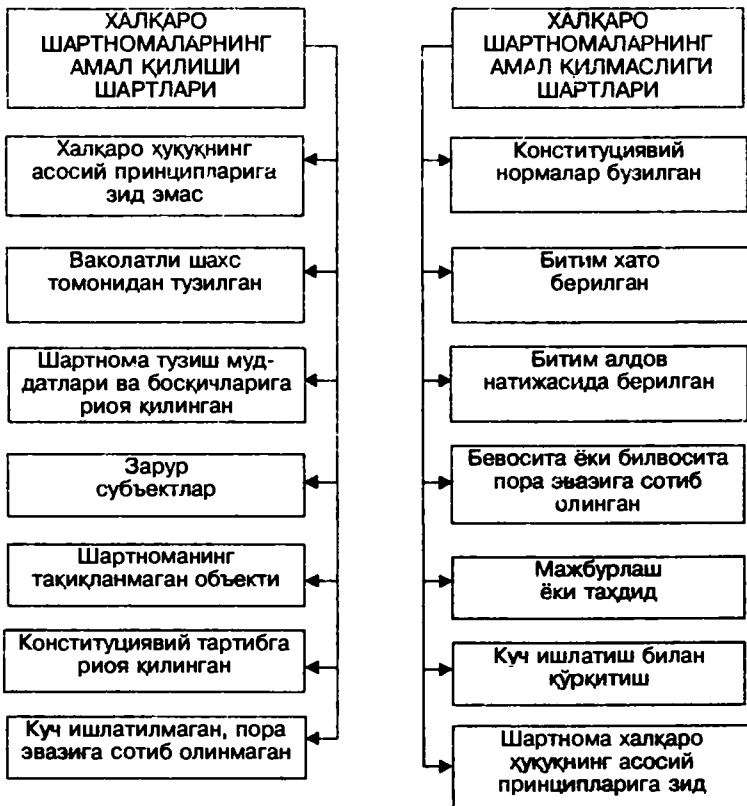 ХАЛҚАРО
ШАРТНОМАЛАРНИНГ
АМАЛ ҚИЛИШИ
ШАРТЛАРИ
Халқаро ҳуқуқнинг
асосий принципларига
зид эмас
Ваколатли шахс
томонидан тузилган
Шартнома тузиш муд-
датлари ва босқичларига
риоя қилинган
Зарур
субъектлар
Шартноманинг
тақиқланмаган объекти
Конституциявий тартибга
риоя қилинган
Куч ишлатилмаган, пора
эвазига сотиб олинмаган
ХАЛҚАРО
ШАРТНОМАЛАРНИНГ
АМАЛ ҚИЛМАСЛИГИ
ШАРТЛАРИ
Конституциявий
нормалар бузилган
Битим хато
берилган
Битим алдов
натижасида берилган
Бевосита ёки билвосита
пора эвазига сотиб
олинган
Мажбурлаш
ёки таҳдид
Куч ишлатиш билан
қўрқитиш
Шартнома халқаро
ҳуқуқнинг асосий
принципларига зид